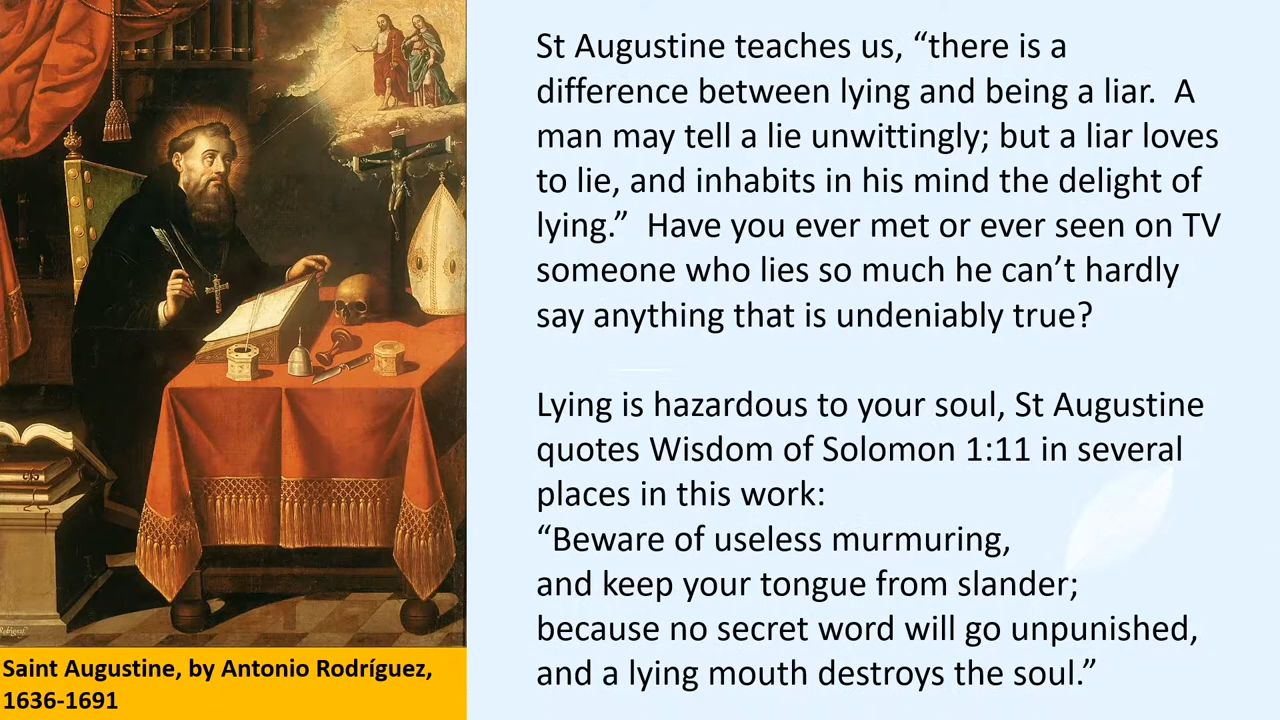 St Augustine teaches us, “there is a
difference between lying and being a liar.  A
man may tell a lie unwittingly; but a liar loves
to lie, and inhabits in his mind the delight of
lying.”  Have you ever met or ever seen on TV
someone who lies so much he can’t hardly
say anything that is undeniably true?
Lying is hazardous to your soul, St Augustine
quotes Wisdom of Solomon 1:11 in several
places in this work:
“Beware of useless murmuring,
and keep your tongue from slander;
because no secret word will go unpunished,
and a lying mouth destroys the soul.”
Saint Augustine, by Antonio Rodríguez,
1636-1691